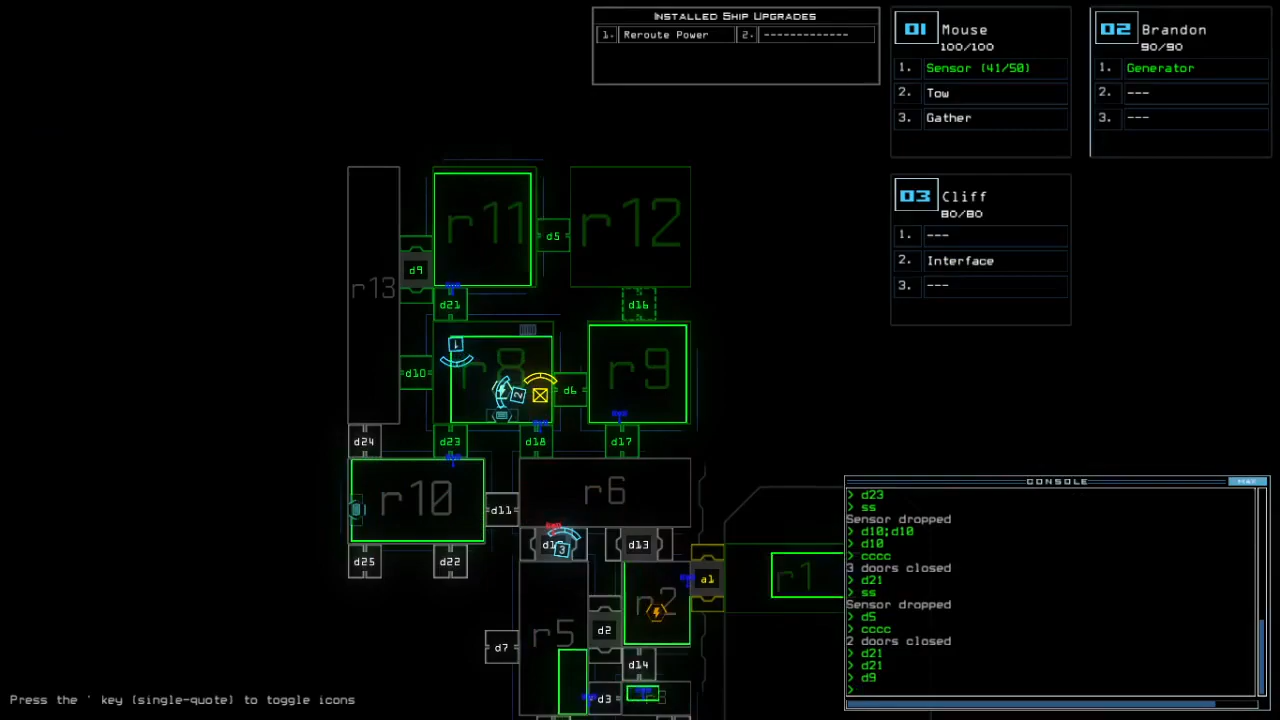 Installed Ship Upgrades
1. Reroute Power 2. -------------
01 Mouse
100/100
1. Sensor (41/50)
2. Tow
3. Gather
02 Brandon
90/90
1. Generator
2. ---
3. ---
03 Cliff
80/80
1. ---
2. Interface
3. ---
r11
d5
r12
d9
r13
d21
d16
1
r8
r9
d10
2
d6
d24
d23
d18
d17
r10
d11
r6
3
d13
d25
d22
a1
r1
r2
r5
d2
d7
d14
d3
CONSOLE
MAX
> d23
> ss
Sensor dropped
> d10;d10
> d10
> cccc
3 doors closed
> d21
> ss
Sensor dropped
> d5
> cccc
2 doors closed
> d21
> d21
> d9
>
Press the ' key (single-quote) to toggle icons